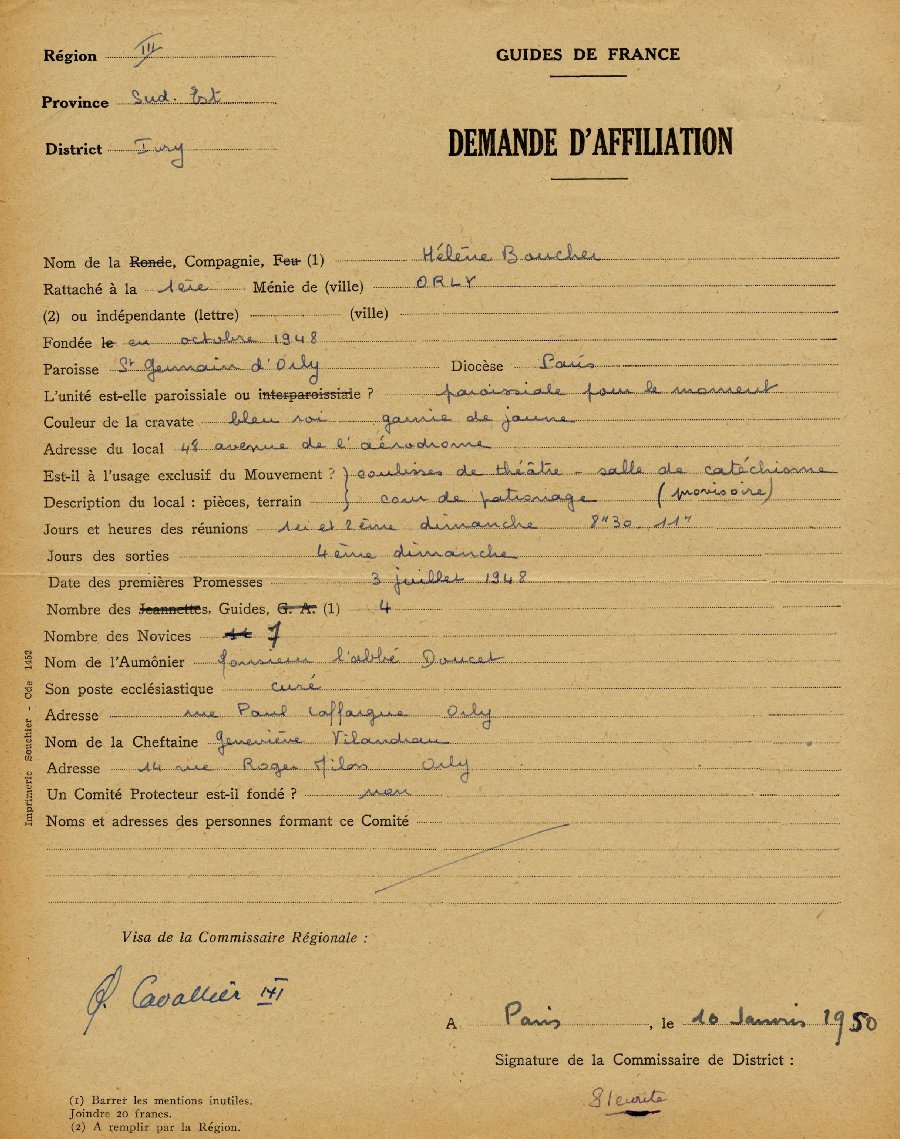 Région III
GUIDES DE FRANCE
Province Sud. Est
DEMANDE D'AFFILIATION
District Ivry
Nom de la Ronde, Compagnie, Feu (1) Hélène Boucher
Rattaché à la 1ère Ménie de (ville) ORLY
(2) ou indépendante (lettre) (ville)
Fondée le en octobre 1948
Paroisse St Germain d'Orly Diocèse Paris
L'unité est-elle paroissiale ou interparoissiale ? paroissiale pour le moment
Couleur de la cravate bleu roi garnie de jaune
Adresse du local 48 avenue de l'aérodrome
Est-il à l'usage exclusif du Mouvement ? } coulisses de théâtre - salle de catéchisme
Description du local : pièces, terrain } cour de patronage (provisoire)
Jours et heures des réunions 1er et 2ème dimanche 8h30 11h
Jours des sorties 4ème dimanche
Date des premières Promesses 3 juillet 1948
Nombre des Jeannettes, Guides, G. A. (1) 4
Nombre des Novices 7
Nom de l'Aumônier Monsieur l'abbé Doucet
Son poste ecclésiastique curé
Adresse rue Paul Laffargue Orly
Nom de la Cheftaine Geneviève Vilandrau
Adresse 14 rue Roger Orly
Un Comité Protecteur est-il fondé ? non
Noms et adresses des personnes formant ce Comité
Imprimerie Souchier - Cde 1452
Visa de la Commissaire Régionale :
Cavallier
A Paris, le 10 Janvis 1950
Signature de la Commissaire de District :
(1) Barrer les mentions inutiles.
Joindre 20 francs.
(2) A remplir par la Région.